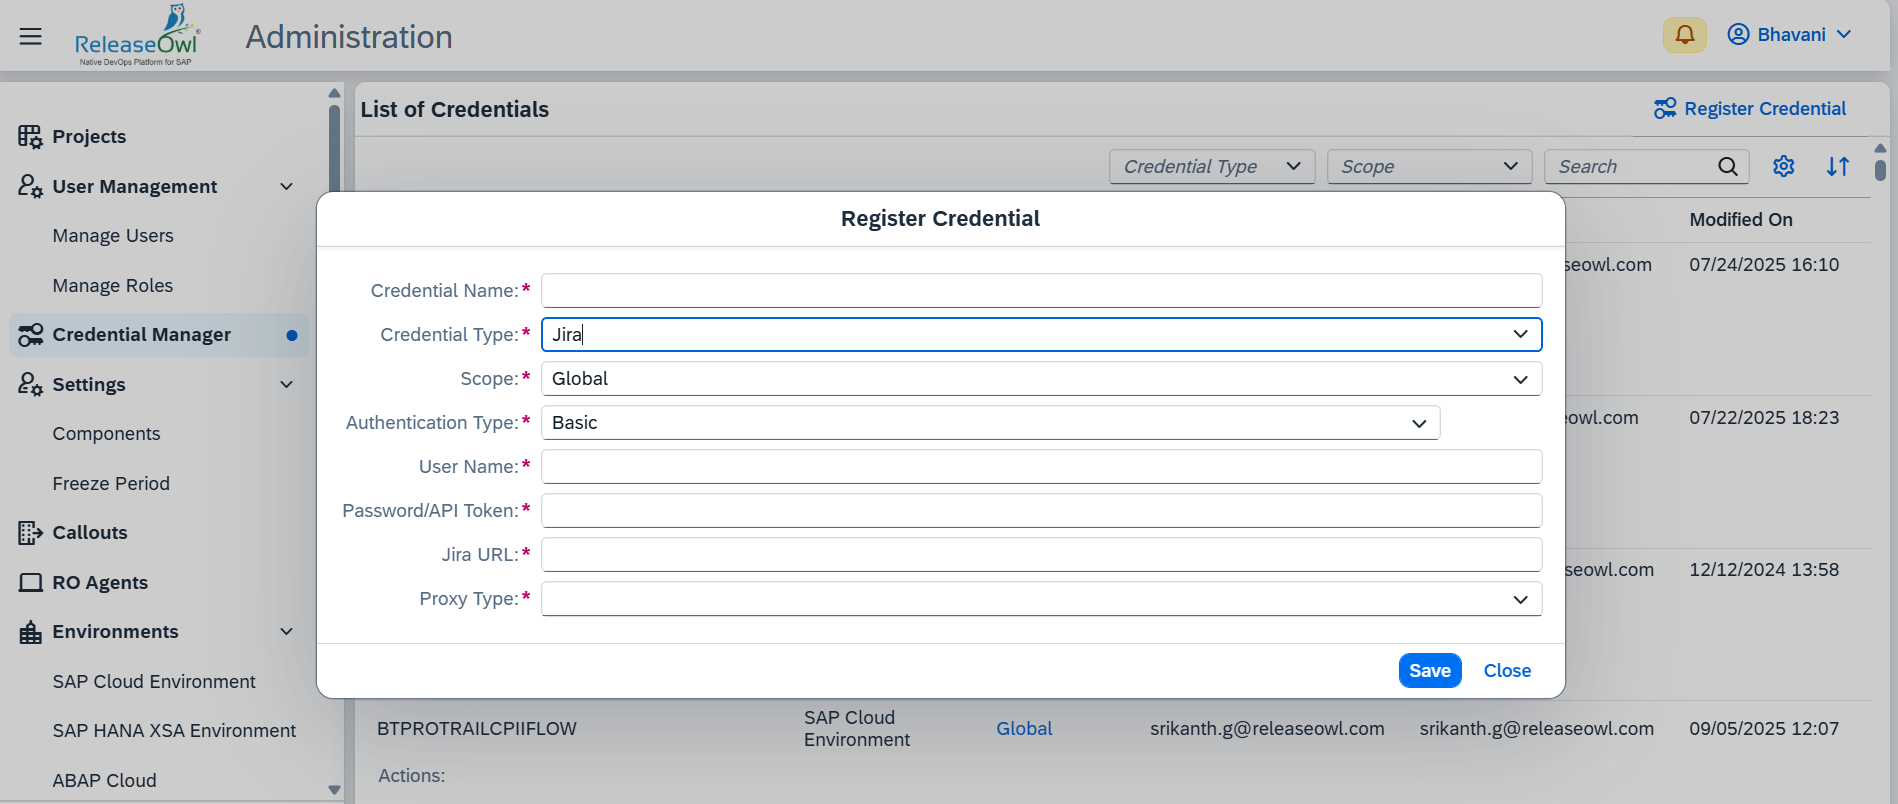 ReleaseOwl®
Native DevOps Platform for SAP
Administration
Bhavani
Projects
User Management
Manage Users
Manage Roles
Credential Manager
Settings
Components
Freeze Period
Callouts
RO Agents
Environments
SAP Cloud Environment
SAP HANA XSA Environment
ABAP Cloud
List of Credentials
Register Credential
Credential Type
Scope
Search
Modified On
seowl.com 07/24/2025 16:10
owl.com 07/22/2025 18:23
seowl.com 12/12/2024 13:58
Register Credential
Credential Name:*
Credential Type:* Jira
Scope:* Global
Authentication Type:* Basic
User Name:*
Password/API Token:*
Jira URL:*
Proxy Type:*
Save Close
BTPROTRAILCPIIFLOW SAP Cloud Environment Global srikanth.g@releaseowl.com srikanth.g@releaseowl.com 09/05/2025 12:07
Actions: